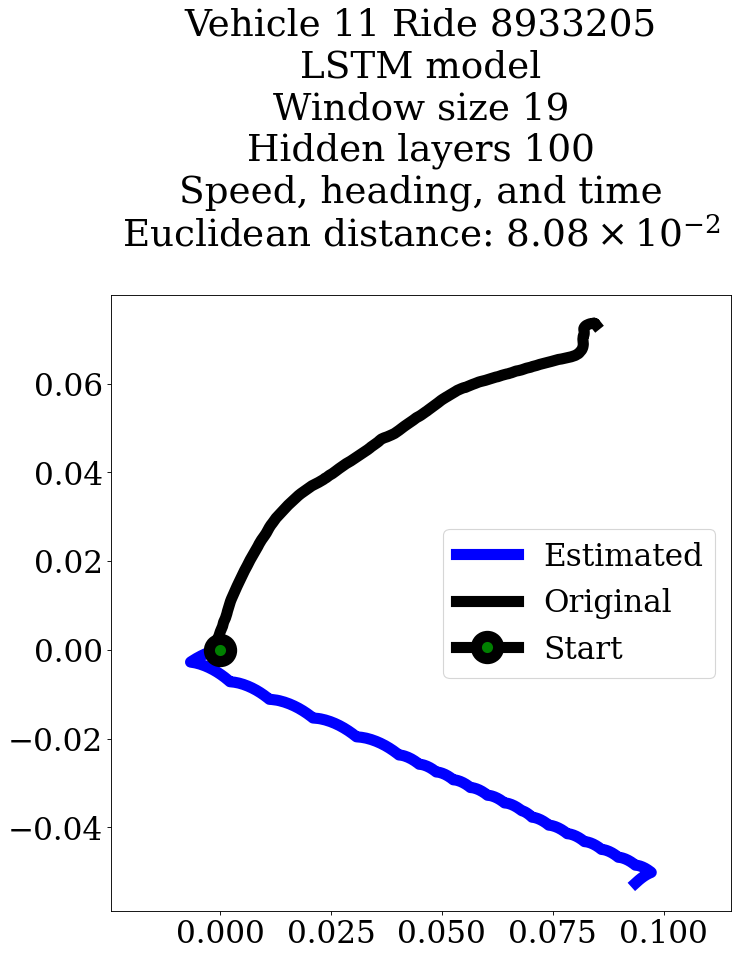 Vehicle 11 Ride 8933205
LSTM model
Window size 19
Hidden layers 100
Speed, heading, and time
Euclidean distance: 8.08 × 10⁻²
0.06
0.04
0.02
0.00
−0.02
−0.04
Estimated
Original
Start
0.000 0.025 0.050 0.075 0.100